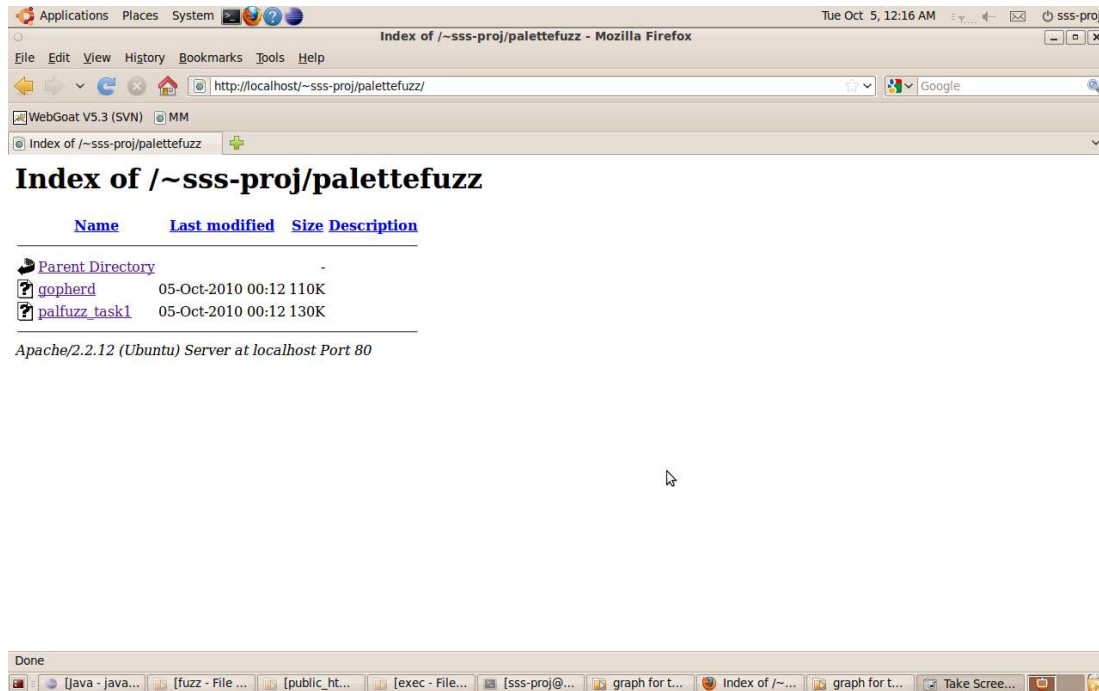 Applications Places System Tue Oct 5, 12:16 AM sss-proj
Index of /~sss-proj/palettefuzz - Mozilla Firefox
File Edit View History Bookmarks Tools Help
http://localhost/~sss-proj/palettefuzz/ Google
WebGoat V5.3 (SVN) MM
Index of /~sss-proj/palettefuzz
Index of /~sss-proj/palettefuzz
Name Last modified Size Description
Parent Directory -
gopherd 05-Oct-2010 00:12 110K
palfuzz_task1 05-Oct-2010 00:12 130K
Apache/2.2.12 (Ubuntu) Server at localhost Port 80
Done
[Java - java... [fuzz - File ... [public_ht... [exec - File... [sss-proj@... graph for t... Index of /~... graph for t... Take Scree...